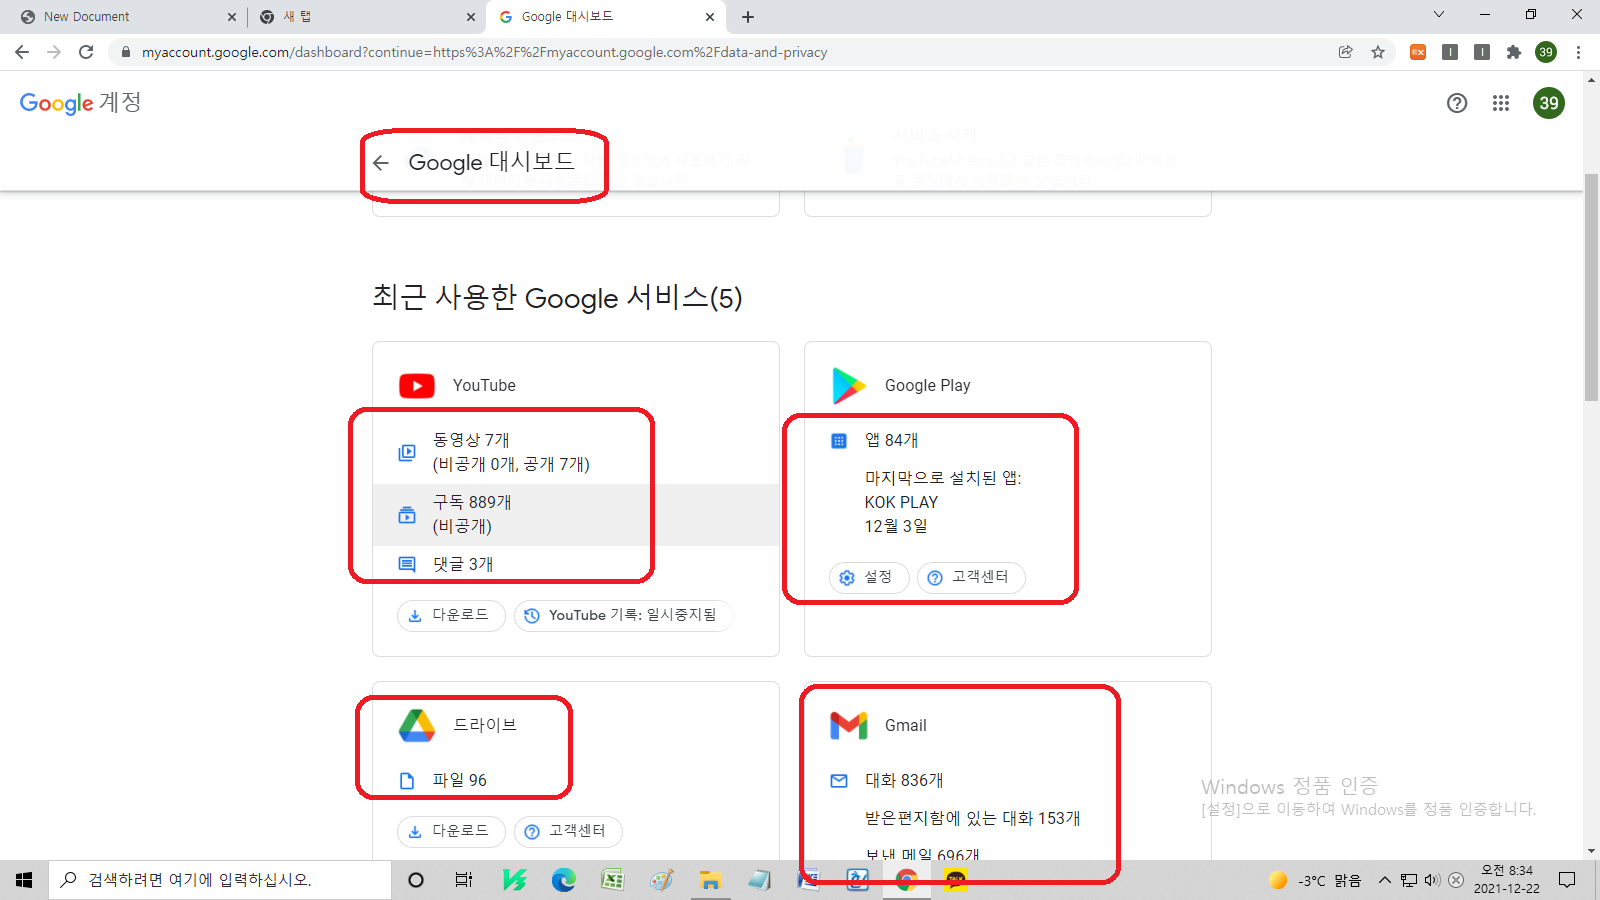 New Document
새 탭
Google 대시보드
myaccount.google.com/dashboard?continue=https%3A%2F%2Fmyaccount.google.com%2Fdata-and-privacy
EX
39
Google 계정
39
Google 대시보드
서비스 삭제
최근 사용한 Google 서비스(5)
YouTube
동영상 7개
(비공개 0개, 공개 7개)
구독 889개
(비공개)
댓글 3개
다운로드
YouTube 기록: 일시중지됨
Google Play
앱 84개
마지막으로 설치된 앱:
KOK PLAY
12월 3일
설정
고객센터
드라이브
파일 96
다운로드
고객센터
Gmail
대화 836개
받은편지함에 있는 대화 153개
보낸 메일 696개
Windows 정품 인증
[설정]으로 이동하여 Windows를 정품 인증합니다.
검색하려면 여기에 입력하십시오.
TALK
-3°C 맑음
오전 8:34
2021-12-22